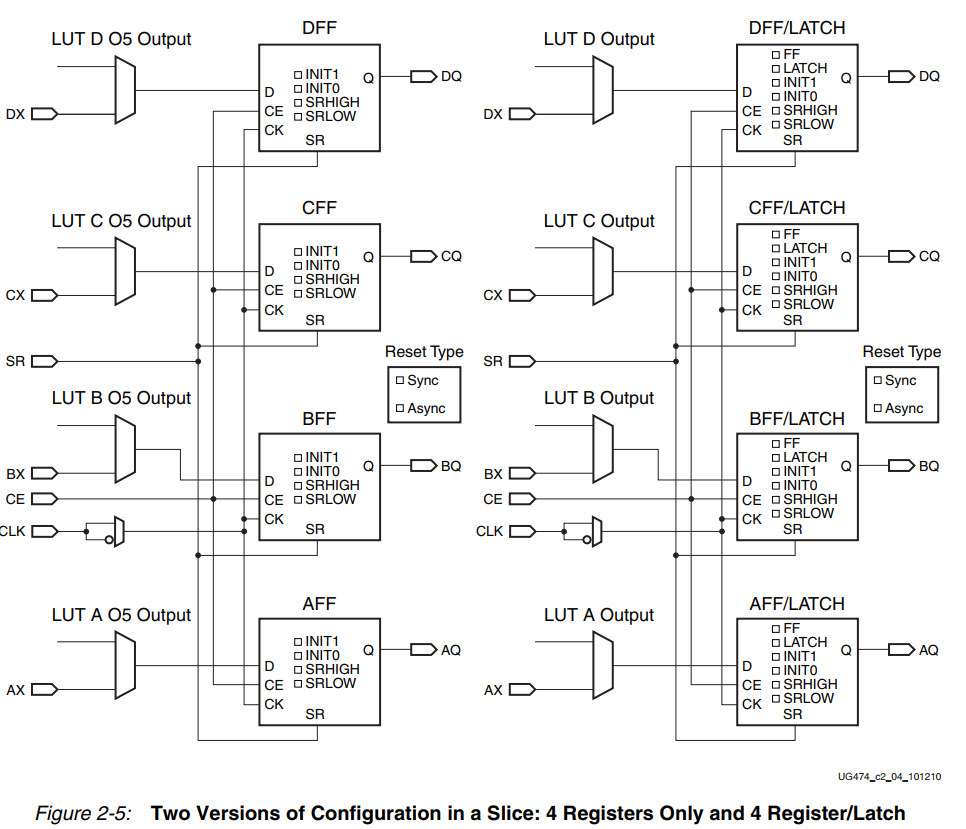 DFF
LUT D O5 Output
INIT1
INIT0
SRHIGH
SRLOW
D
CE
CK
SR
Q
DQ
DX
CFF
LUT C O5 Output
INIT1
INIT0
SRHIGH
SRLOW
D
CE
CK
SR
Q
CQ
CX
SR
Reset Type
Sync
Async
LUT B O5 Output
BFF
INIT1
INIT0
SRHIGH
SRLOW
D
CE
CK
SR
Q
BQ
BX
CE
CLK
AFF
LUT A O5 Output
INIT1
INIT0
SRHIGH
SRLOW
D
CE
CK
SR
Q
AQ
AX
DFF/LATCH
LUT D Output
FF
LATCH
INIT1
INIT0
SRHIGH
SRLOW
D
CE
CK
SR
Q
DQ
DX
CFF/LATCH
LUT C Output
FF
LATCH
INIT1
INIT0
SRHIGH
SRLOW
D
CE
CK
SR
Q
CQ
CX
SR
Reset Type
Sync
Async
LUT B Output
BFF/LATCH
FF
LATCH
INIT1
INIT0
SRHIGH
SRLOW
D
CE
CK
SR
Q
BQ
BX
CE
CLK
AFF/LATCH
LUT A Output
FF
LATCH
INIT1
INIT0
SRHIGH
SRLOW
D
CE
CK
SR
Q
AQ
AX
UG474_c2_04_101210
Figure 2-5: Two Versions of Configuration in a Slice: 4 Registers Only and 4 Register/Latch